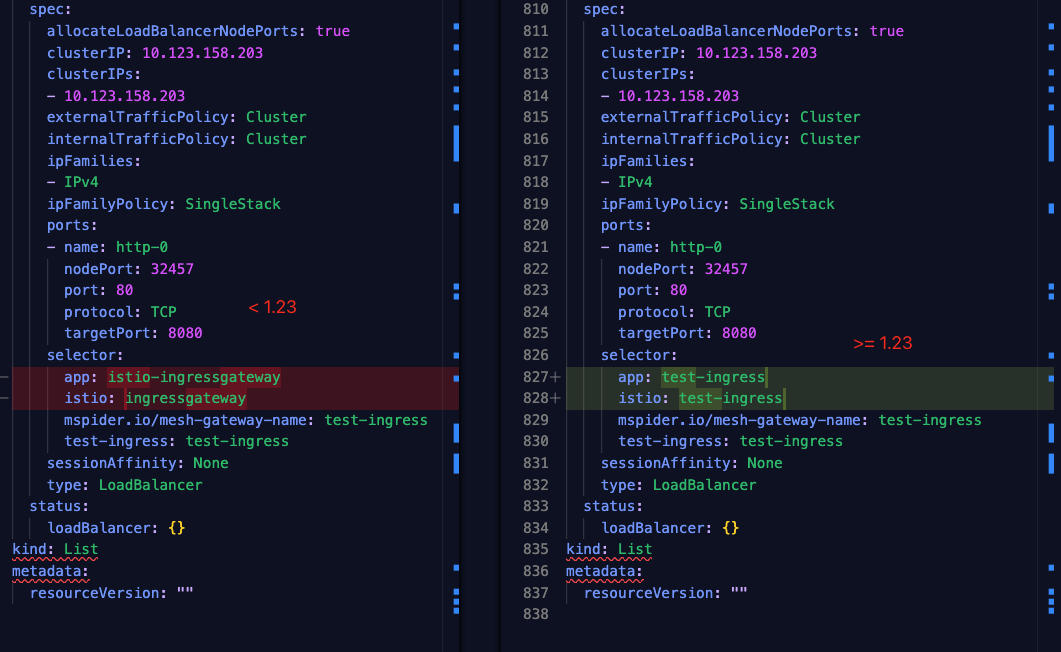 spec:
allocateLoadBalancerNodePorts: true
clusterIP: 10.123.158.203
clusterIPs:
- 10.123.158.203
externalTrafficPolicy: Cluster
internalTrafficPolicy: Cluster
ipFamilies:
- IPv4
ipFamilyPolicy: SingleStack
ports:
- name: http-0
nodePort: 32457
port: 80
protocol: TCP
< 1.23
targetPort: 8080
selector:
app: istio-ingressgateway
istio: ingressgateway
mspider.io/mesh-gateway-name: test-ingress
test-ingress: test-ingress
sessionAffinity: None
type: LoadBalancer
status:
loadBalancer: {}
kind: List
metadata:
resourceVersion: ""
810 spec:
811 allocateLoadBalancerNodePorts: true
812 clusterIP: 10.123.158.203
813 clusterIPs:
814 - 10.123.158.203
815 externalTrafficPolicy: Cluster
816 internalTrafficPolicy: Cluster
817 ipFamilies:
818 - IPv4
819 ipFamilyPolicy: SingleStack
820 ports:
821 - name: http-0
822 nodePort: 32457
823 port: 80
824 protocol: TCP
825 targetPort: 8080
>= 1.23
826 selector:
827+ app: test-ingress
828+ istio: test-ingress
829 mspider.io/mesh-gateway-name: test-ingress
830 test-ingress: test-ingress
831 sessionAffinity: None
832 type: LoadBalancer
833 status:
834 loadBalancer: {}
835 kind: List
836 metadata:
837 resourceVersion: ""
838